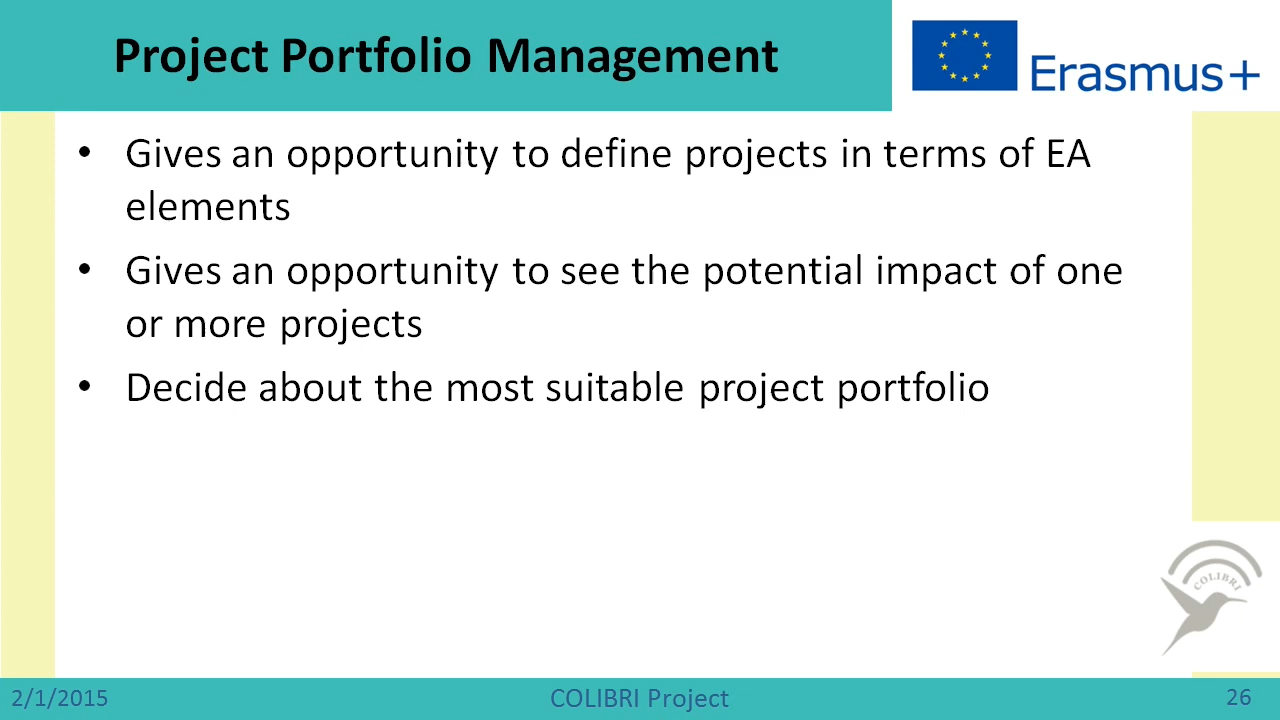 Project Portfolio Management
Erasmus+
• Gives an opportunity to define projects in terms of EA
elements
• Gives an opportunity to see the potential impact of one
or more projects
• Decide about the most suitable project portfolio
COLIBRI
2/1/2015
COLIBRI Project
26